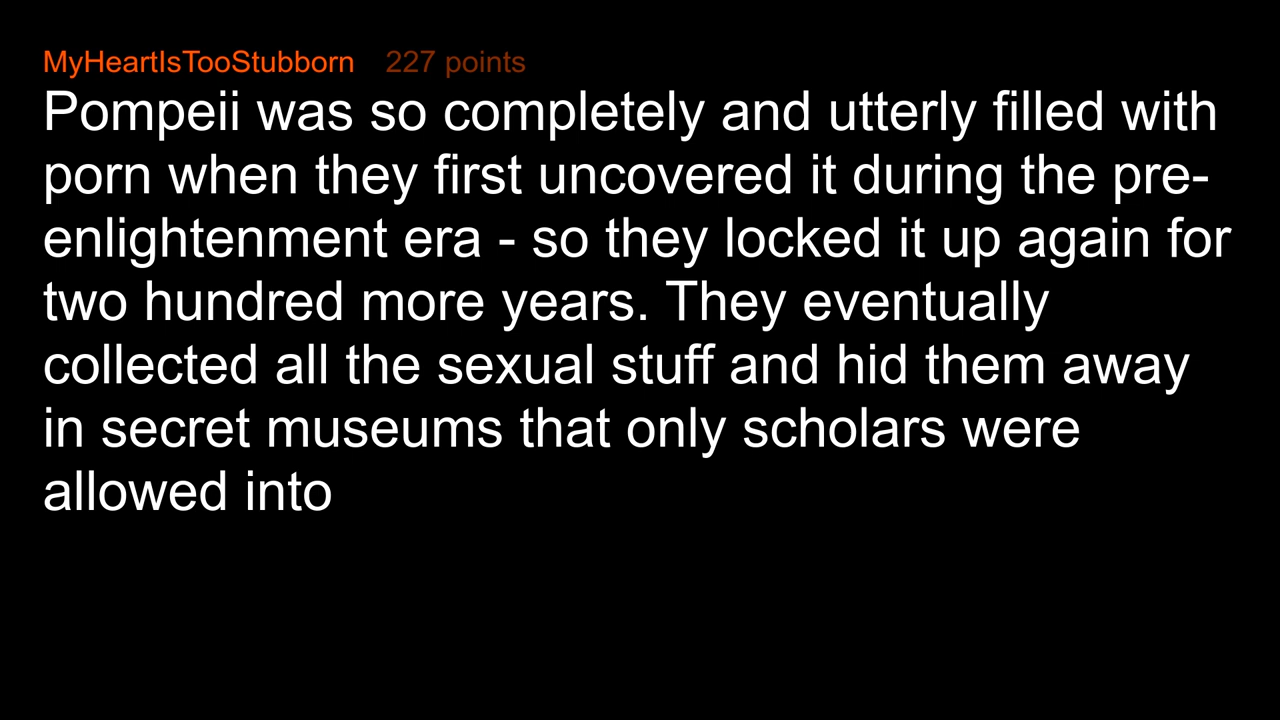 MyHeartIsTooStubborn 227 points
Pompeii was so completely and utterly filled with
porn when they first uncovered it during the pre-
enlightenment era - so they locked it up again for
two hundred more years. They eventually
collected all the sexual stuff and hid them away
in secret museums that only scholars were
allowed into